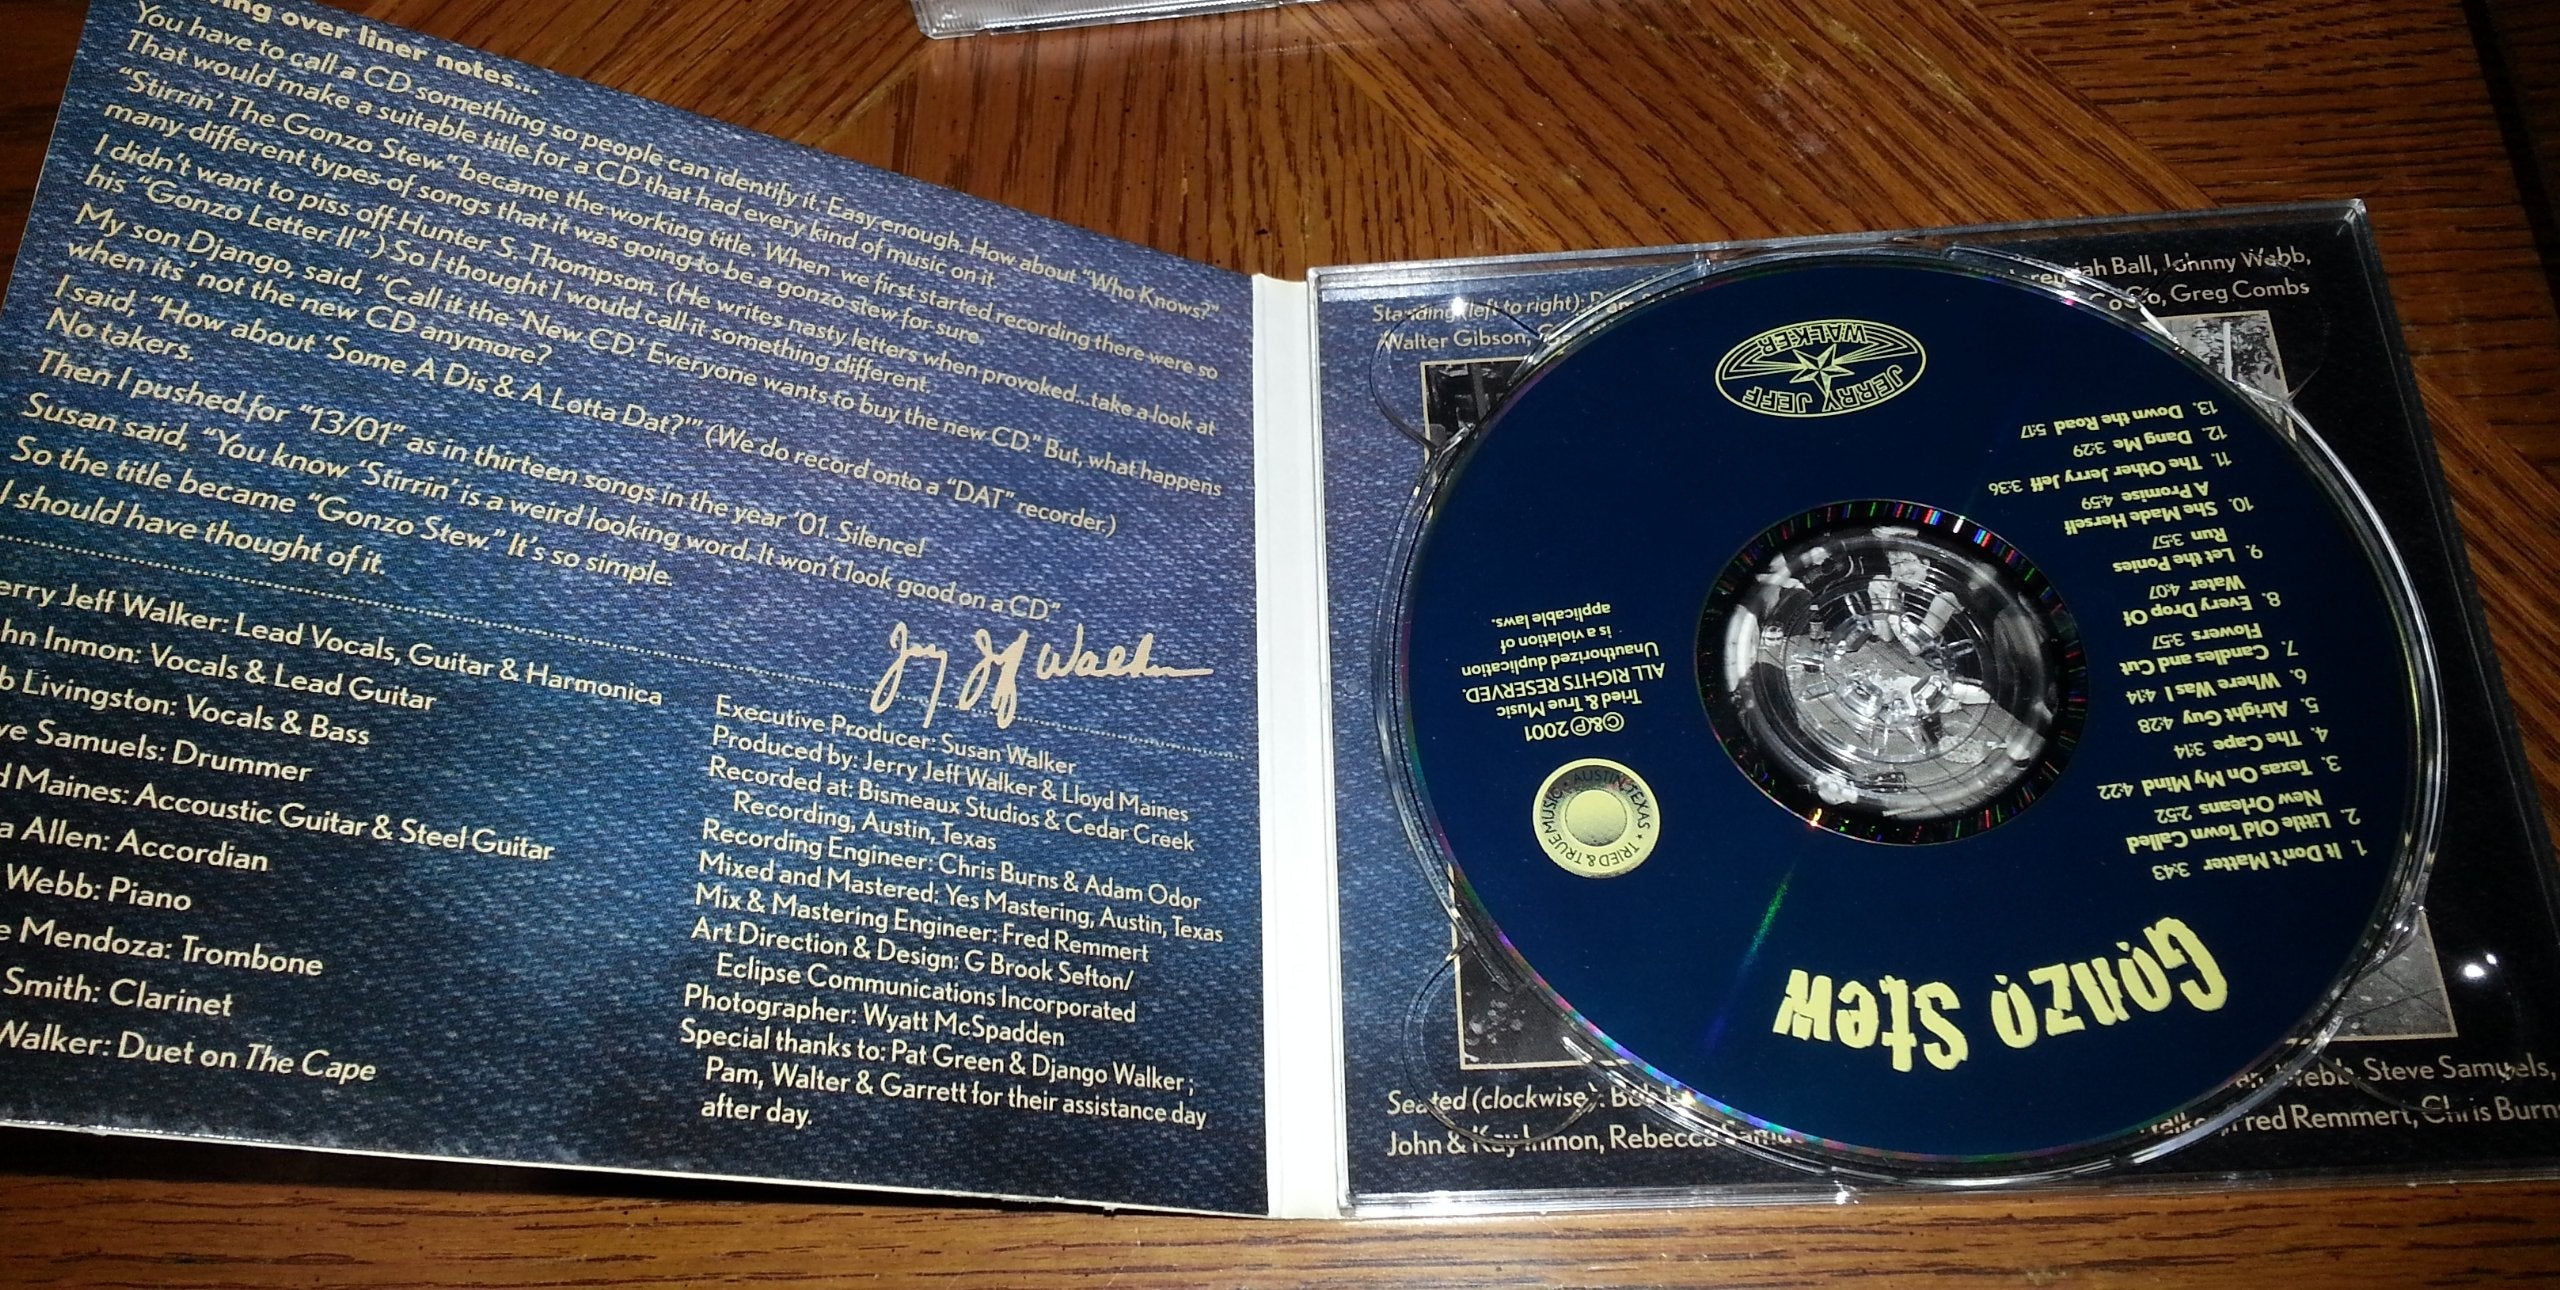 ving over liner notes...
You have to call a CD something so people can identify it. Easy enough. How about "Who Knows?"
That would make a suitable title for a CD that had every kind of music on it.
"Stirrin' The Gonzo Stew" became the working title. When we first started recording there were so
many different types of songs that it was going to be a gonzo stew for sure.
I didn't want to piss off Hunter S. Thompson. (He writes nasty letters when provoked...take a look at
his "Gonzo Letter II".) So I thought I would call it something different.
My son Django, said, "Call it the 'New CD.' Everyone wants to buy the new CD." But, what happens
when its' not the new CD anymore?
I said, "How about 'Some A Dis & A Lotta Dat?'" (We do record onto a "DAT" recorder.)
No takers.
Then I pushed for "13/01" as in thirteen songs in the year '01. Silence!
Susan said, "You know 'Stirrin' is a weird looking word. It won't look good on a CD."
So the title became "Gonzo Stew." It's so simple.
I should have thought of it.
Jerry Jeff Walker
erry Jeff Walker: Lead Vocals, Guitar & Harmonica
hn Inmon: Vocals & Lead Guitar
b Livingston: Vocals & Bass
ve Samuels: Drummer
d Maines: Accoustic Guitar & Steel Guitar
a Allen: Accordian
Webb: Piano
e Mendoza: Trombone
Smith: Clarinet
Walker: Duet on The Cape
Executive Producer: Susan Walker
Produced by: Jerry Jeff Walker & Lloyd Maines
Recorded at: Bismeaux Studios & Cedar Creek
Recording, Austin, Texas
Recording Engineer: Chris Burns & Adam Odor
Mixed and Mastered: Yes Mastering, Austin, Texas
Mix & Mastering Engineer: Fred Remmert
Art Direction & Design: G Brook Sefton/
Eclipse Communications Incorporated
Photographer: Wyatt McSpadden
Special thanks to: Pat Green & Django Walker;
Pam, Walter & Garrett for their assistance day
after day.
Standing (left to right):
Ball, Johnny Webb,
Walter Gibson,
Greg Combs
Gonzo Stew
1. It Don't Matter 3:43
2. Little Old Town Called
New Orleans 2:52
3. Texas On My Mind 4:22
4. The Cape 3:14
5. Alright Guy 4:28
6. Where Was I 4:14
7. Candles and Cut
Flowers 3:57
8. Every Drop Of
Water 4:07
9. Let the Ponies
Run 3:57
10. She Made Herself
A Promise 4:59
11. The Other Jerry Jeff 3:36
12. Dang Me 3:29
13. Down the Road 5:17
TRIED & TRUE MUSIC • AUSTIN, TEXAS •
©&℗ 2001
Tried & True Music
ALL RIGHTS RESERVED.
Unauthorized duplication
is a violation of
applicable laws.
JERRY JEFF
WALKER
Seated (clockwise): Bob
Webb, Steve Samuels,
John & Kay Inmon, Rebecca
Fred Remmert, Chris Burn